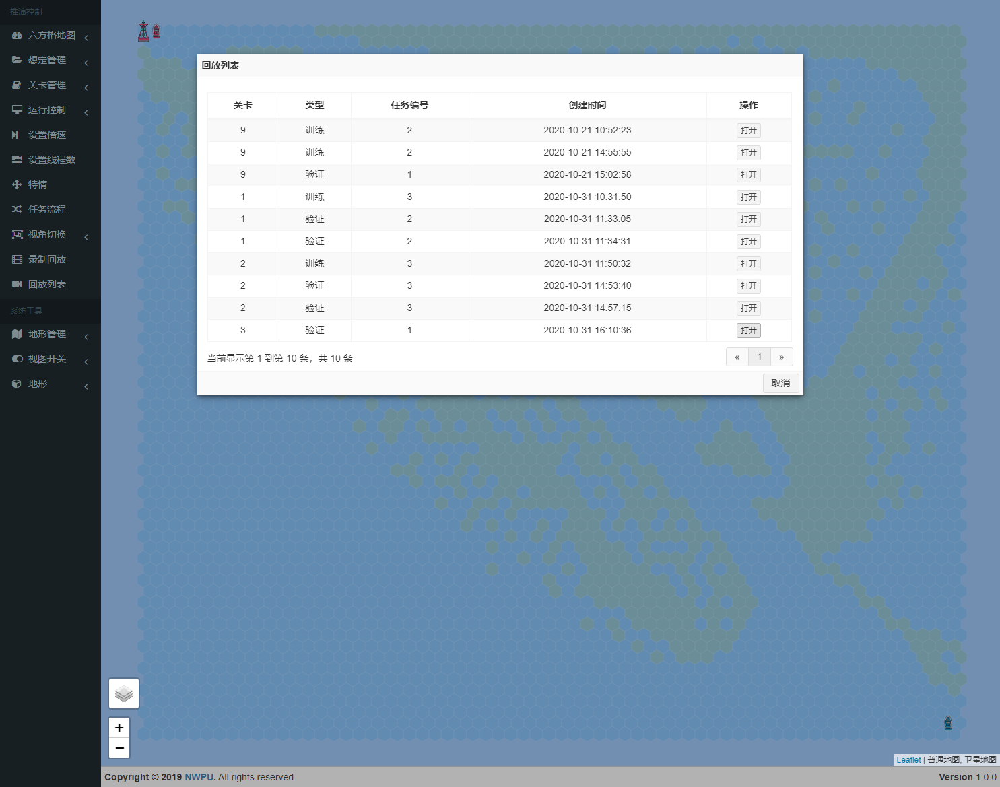 推演控制
六方格地图
想定管理
关卡管理
运行控制
设置倍速
设置线程数
特情
任务流程
视角切换
录制回放
回放列表
系统工具
地形管理
视图开关
地形
回放列表
关卡 类型 任务编号 创建时间 操作
9 训练 2 2020-10-21 10:52:23 打开
9 训练 2 2020-10-21 14:55:55 打开
9 验证 1 2020-10-21 15:02:58 打开
1 训练 3 2020-10-31 10:31:50 打开
1 验证 2 2020-10-31 11:33:05 打开
1 验证 2 2020-10-31 11:34:31 打开
2 训练 3 2020-10-31 11:50:32 打开
2 验证 3 2020-10-31 14:53:40 打开
2 验证 3 2020-10-31 14:57:15 打开
3 验证 1 2020-10-31 16:10:36 打开
当前显示第 1 到第 10 条，共 10 条 « 1 »
取消
+
−
Leaflet | 普通地图, 卫星地图
Copyright © 2019 NWPU. All rights reserved. Version 1.0.0